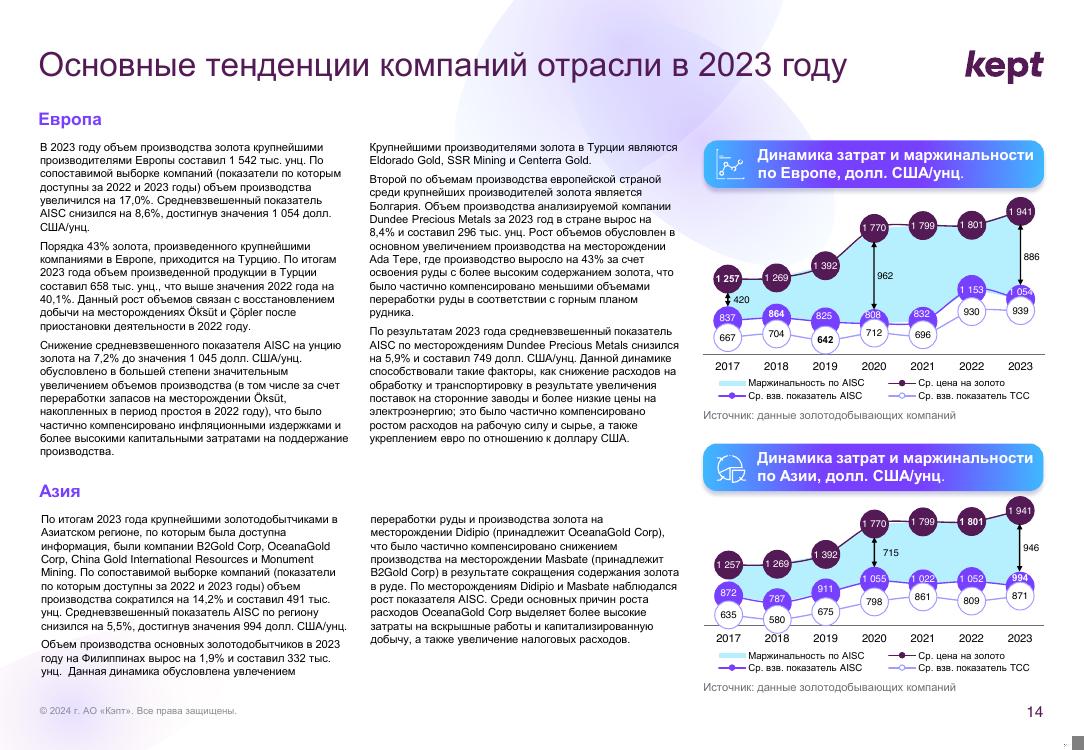 Основные тенденции компаний отрасли в 2023 году
kept
Европа
В 2023 году объем производства золота крупнейшими
производителями Европы составил 1 542 тыс. унц. По
сопоставимой выборке компаний (показатели по которым
доступны за 2022 и 2023 годы) объем производства
увеличился на 17,0%. Средневзвешенный показатель
AISC снизился на 8,6%, достигнув значения 1 054 долл.
США/унц.
Порядка 43% золота, произведенного крупнейшими
компаниями в Европе, приходится на Турцию. По итогам
2023 года объем произведенной продукции в Турции
составил 658 тыс. унц., что выше значения 2022 года на
40,1%. Данный рост объемов связан с восстановлением
добычи на месторождениях Öksüt и Çöpler после
приостановки деятельности в 2022 году.
Снижение средневзвешенного показателя AISC на унцию
золота на 7,2% до значения 1 045 долл. США/унц.
обусловлено в большей степени значительным
увеличением объемов производства (в том числе за счет
переработки запасов на месторождении Öksüt,
накопленных в период простоя в 2022 году), что было
частично компенсировано инфляционными издержками и
более высокими капитальными затратами на поддержание
производства.
Крупнейшими производителями золота в Турции являются
Eldorado Gold, SSR Mining и Centerra Gold.
Второй по объемам производства европейской страной
среди крупнейших производителей золота является
Болгария. Объем производства анализируемой компании
Dundee Precious Metals за 2023 год в стране вырос на
8,4% и составил 296 тыс. унц. Рост объемов обусловлен в
основном увеличением производства на месторождении
Ada Tepe, где производство выросло на 43% за счет
освоения руды с более высоким содержанием золота, что
было частично компенсировано меньшими объемами
переработки руды в соответствии с горным планом
рудника.
По результатам 2023 года средневзвешенный показатель
AISC по месторождениям Dundee Precious Metals снизился
на 5,9% и составил 749 долл. США/унц. Данной динамике
способствовали такие факторы, как снижение расходов на
обработку и транспортировку в результате увеличения
поставок на сторонние заводы и более низкие цены на
электроэнергию; это было частично компенсировано
ростом расходов на рабочую силу и сырье, а также
укреплением евро по отношению к доллару США.
Динамика затрат и маржинальности
по Европе, долл. США/унц.
1 257 1 269 1 392 1 770 1 799 1 801 1 941
420 962 886
837 864 825 808 832 1 153 1 054
667 704 642 712 696 930 939
2017 2018 2019 2020 2021 2022 2023
Маржинальность по AISC Ср. цена на золото
Ср. взв. показатель AISC Ср. взв. показатель TCC
Источник: данные золотодобывающих компаний
Азия
По итогам 2023 года крупнейшими золотодобытчиками в
Азиатском регионе, по которым была доступна
информация, были компании B2Gold Corp, OceanaGold
Corp, China Gold International Resources и Monument
Mining. По сопоставимой выборке компаний (показатели
по которым доступны за 2022 и 2023 годы) объем
производства сократился на 14,2% и составил 491 тыс.
унц. Средневзвешенный показатель AISC по региону
снизился на 5,5%, достигнув значения 994 долл. США/унц.
Объем производства основных золотодобытчиков в 2023
году на Филиппинах вырос на 1,9% и составил 332 тыс.
унц. Данная динамика обусловлена увлечением
переработки руды и производства золота на
месторождении Didipio (принадлежит OceanaGold Corp),
что было частично компенсировано снижением
производства на месторождении Masbate (принадлежит
B2Gold Corp) в результате сокращения содержания золота
в руде. По месторождениям Didipio и Masbate наблюдался
рост показателя AISC. Среди основных причин роста
расходов OceanaGold Corp выделяет более высокие
затраты на вскрышные работы и капитализированную
добычу, а также увеличение налоговых расходов.
Динамика затрат и маржинальности
по Азии, долл. США/унц.
1 257 1 269 1 392 1 770 1 799 1 801 1 941
715 946
872 787 911 1 055 1 022 1 052 994
635 580 675 798 861 809 871
2017 2018 2019 2020 2021 2022 2023
Маржинальность по AISC Ср. цена на золото
Ср. взв. показатель AISC Ср. взв. показатель TCC
Источник: данные золотодобывающих компаний
© 2024 г. АО «Кэпт». Все права защищены.
14